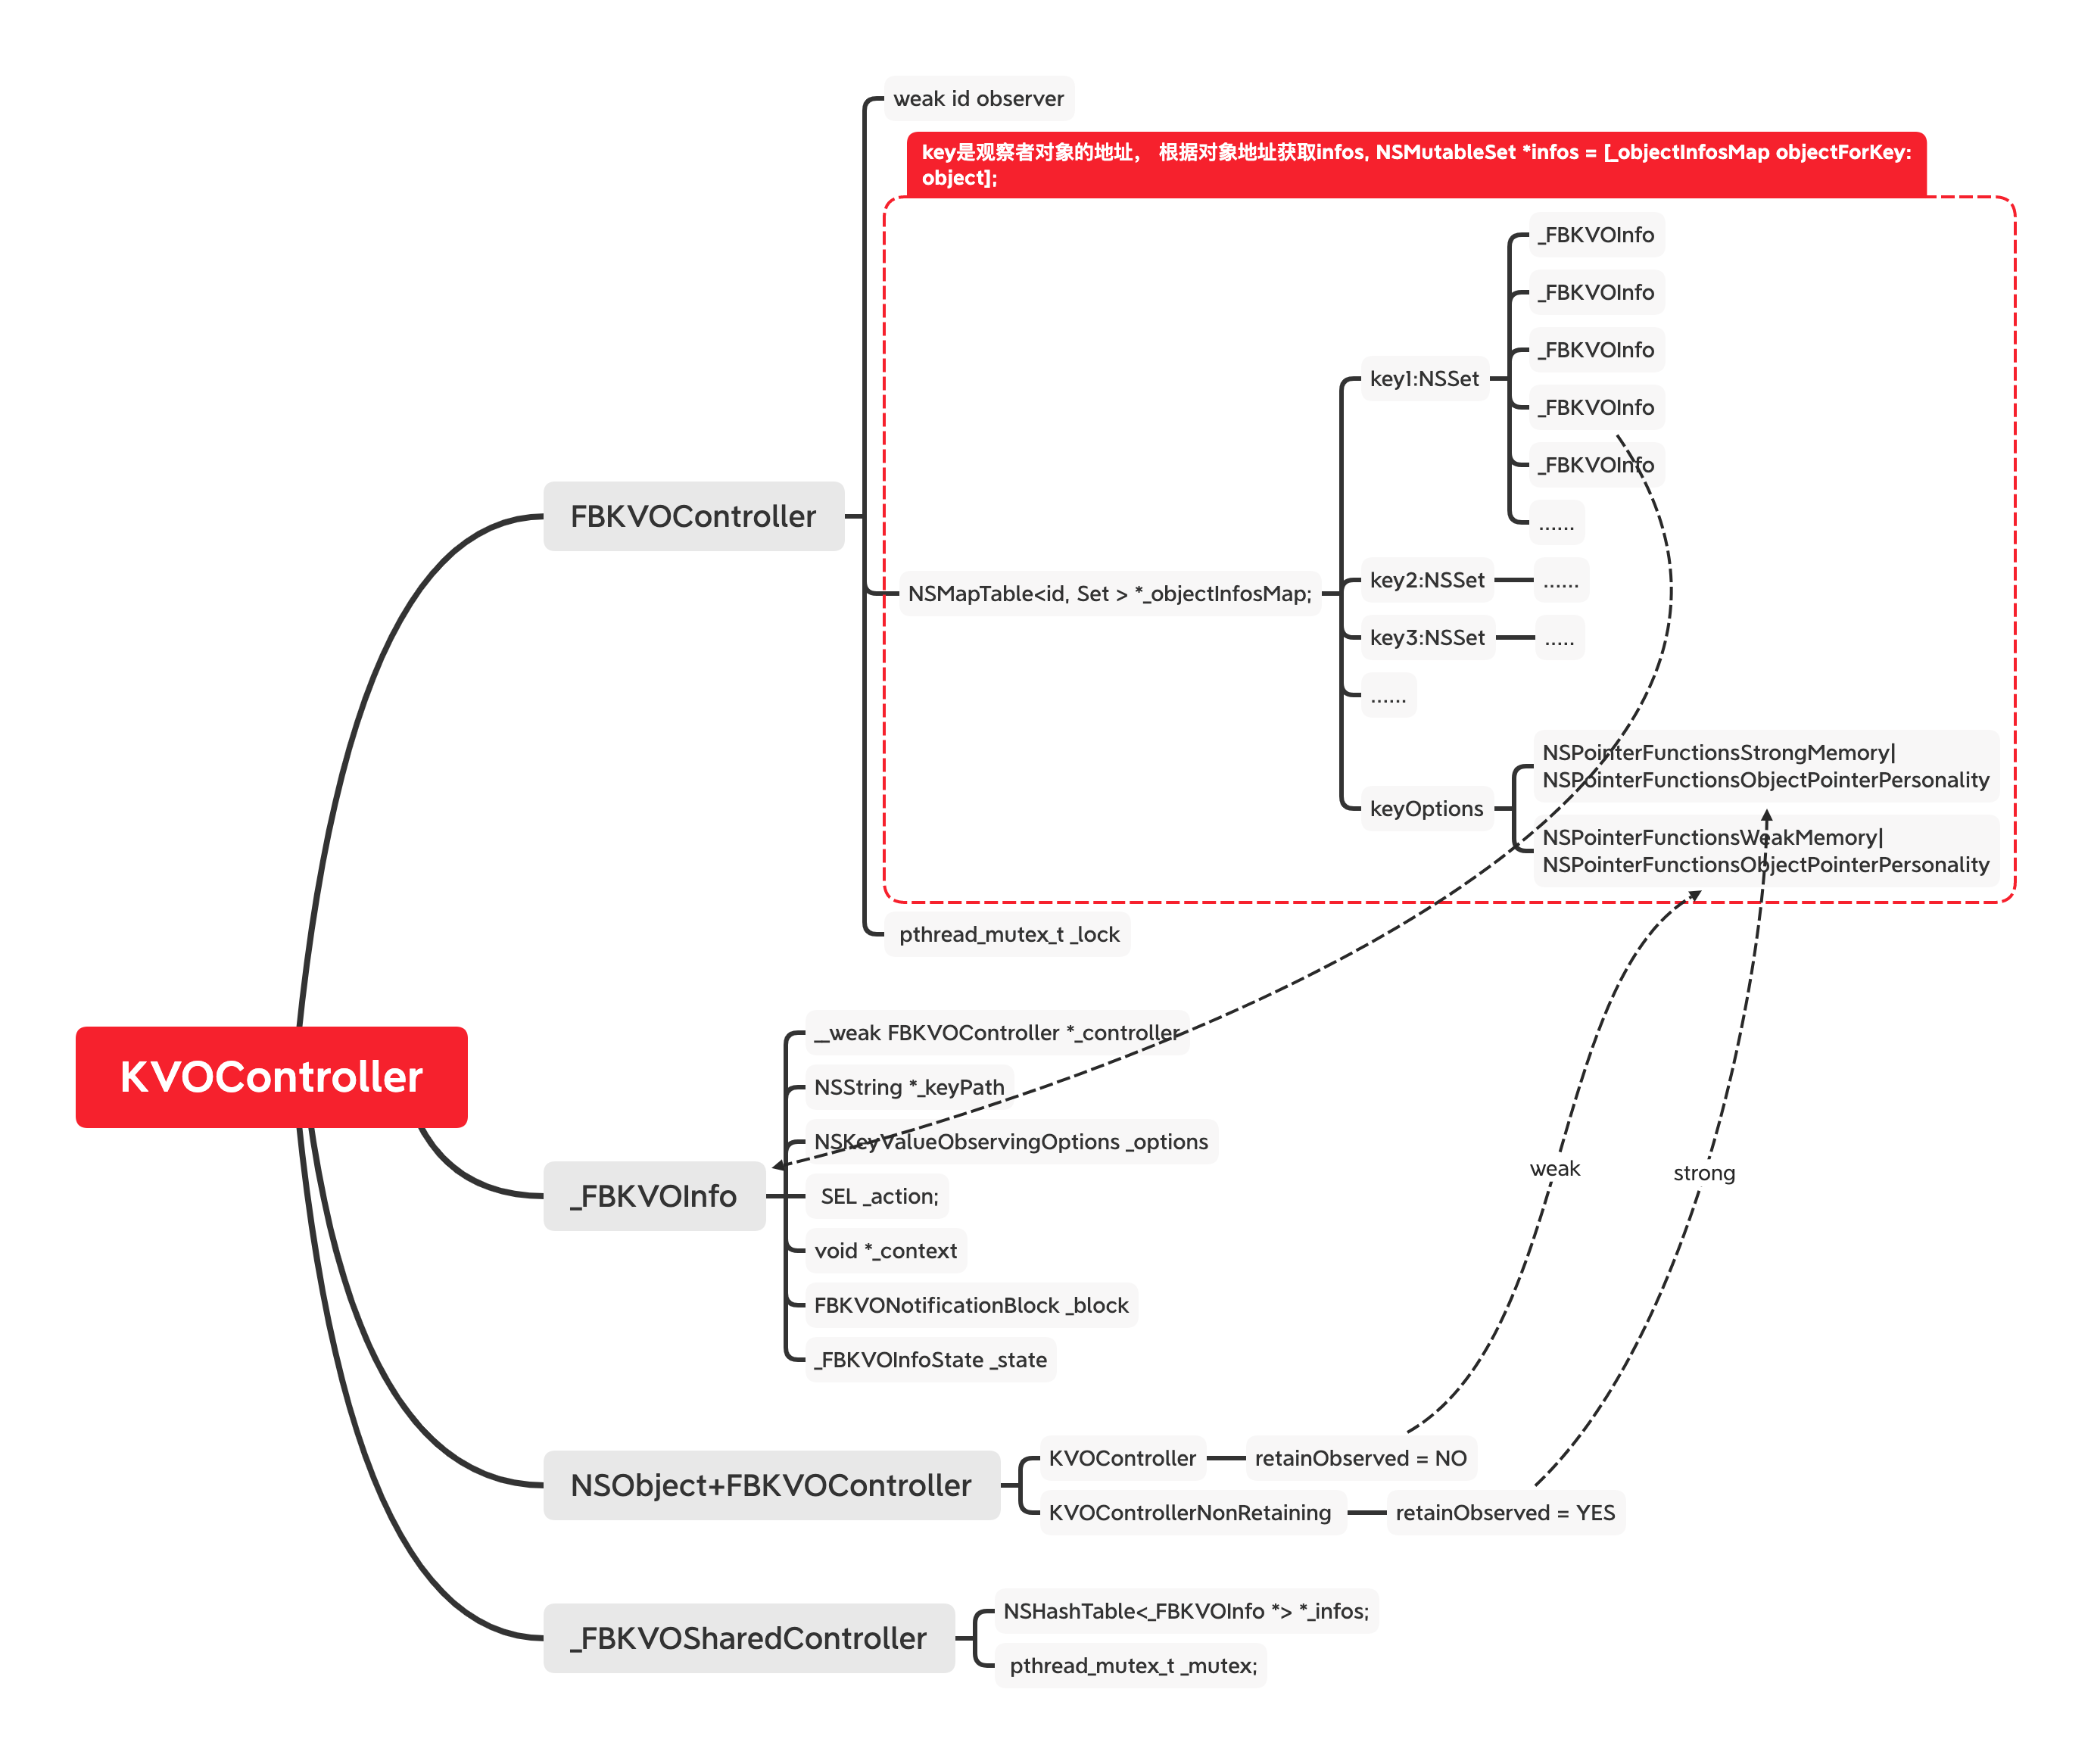 weak id observer
key是观察者对象的地址， 根据对象地址获取infos, NSMutableSet *infos = [_objectInfosMap objectForKey:
object];
_FBKVOInfo
_FBKVOInfo
_FBKVOInfo
key1:NSSet
_FBKVOInfo
_FBKVOInfo
......
FBKVOController
key2:NSSet
......
NSMapTable<id, Set > *_objectInfosMap;
key3:NSSet
.....
......
NSPointerFunctionsStrongMemory|
NSPointerFunctionsObjectPointerPersonality
keyOptions
NSPointerFunctionsWeakMemory|
NSPointerFunctionsObjectPointerPersonality
pthread_mutex_t _lock
KVOController
__weak FBKVOController *_controller
NSString *_keyPath
NSKeyValueObservingOptions _options
_FBKVOInfo
SEL _action;
void *_context
FBKVONotificationBlock _block
_FBKVOInfoState _state
weak
strong
NSObject+FBKVOController
KVOController
retainObserved = NO
KVOControllerNonRetaining
retainObserved = YES
_FBKVOSharedController
NSHashTable<_FBKVOInfo *> *_infos;
pthread_mutex_t _mutex;